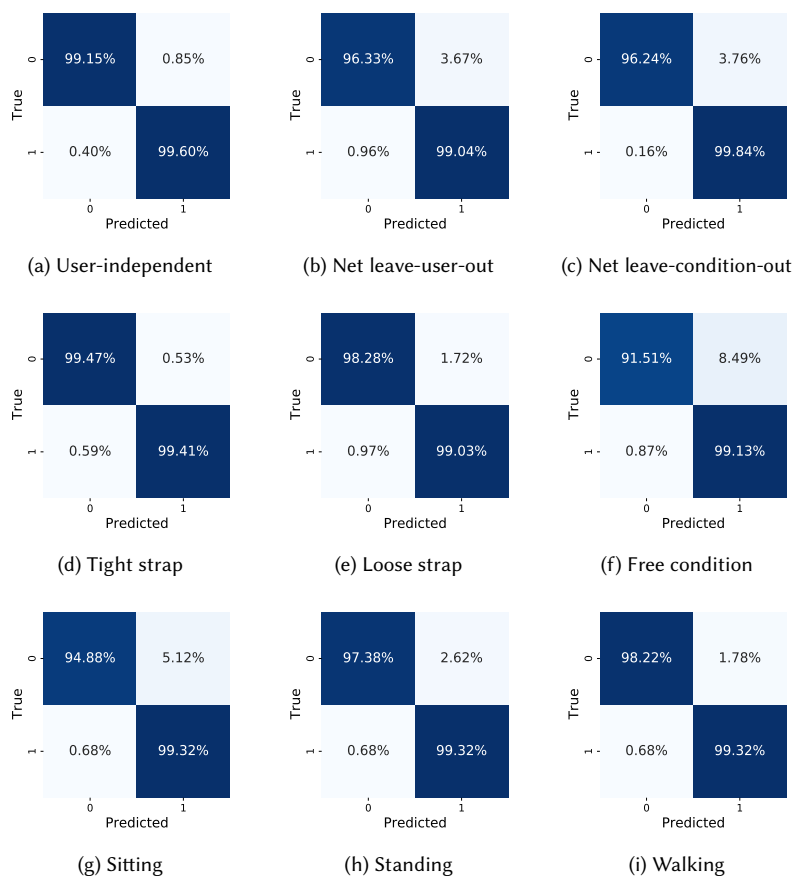 0 99.15% 0.85%
True
1 0.40% 99.60%
0 1
Predicted
(a) User-independent
0 96.33% 3.67%
True
1 0.96% 99.04%
0 1
Predicted
(b) Net leave-user-out
0 96.24% 3.76%
True
1 0.16% 99.84%
0 1
Predicted
(c) Net leave-condition-out
0 99.47% 0.53%
True
1 0.59% 99.41%
0 1
Predicted
(d) Tight strap
0 98.28% 1.72%
True
1 0.97% 99.03%
0 1
Predicted
(e) Loose strap
0 91.51% 8.49%
True
1 0.87% 99.13%
0 1
Predicted
(f) Free condition
0 94.88% 5.12%
True
1 0.68% 99.32%
0 1
Predicted
(g) Sitting
0 97.38% 2.62%
True
1 0.68% 99.32%
0 1
Predicted
(h) Standing
0 98.22% 1.78%
True
1 0.68% 99.32%
0 1
Predicted
(i) Walking